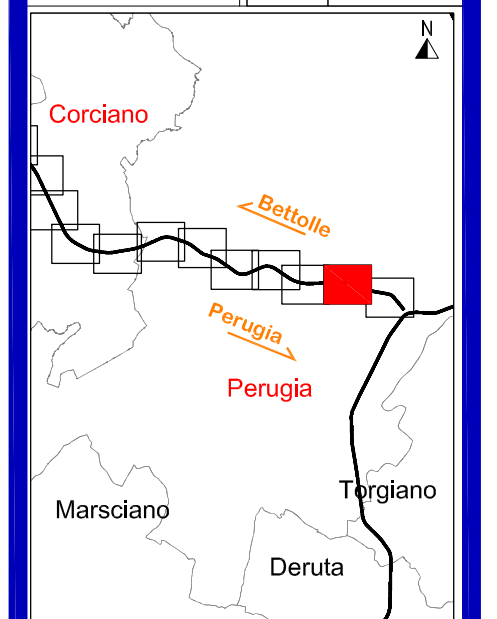 N
Corciano
Bettolle
Perugia
Perugia
Torgiano
Marsciano
Deruta